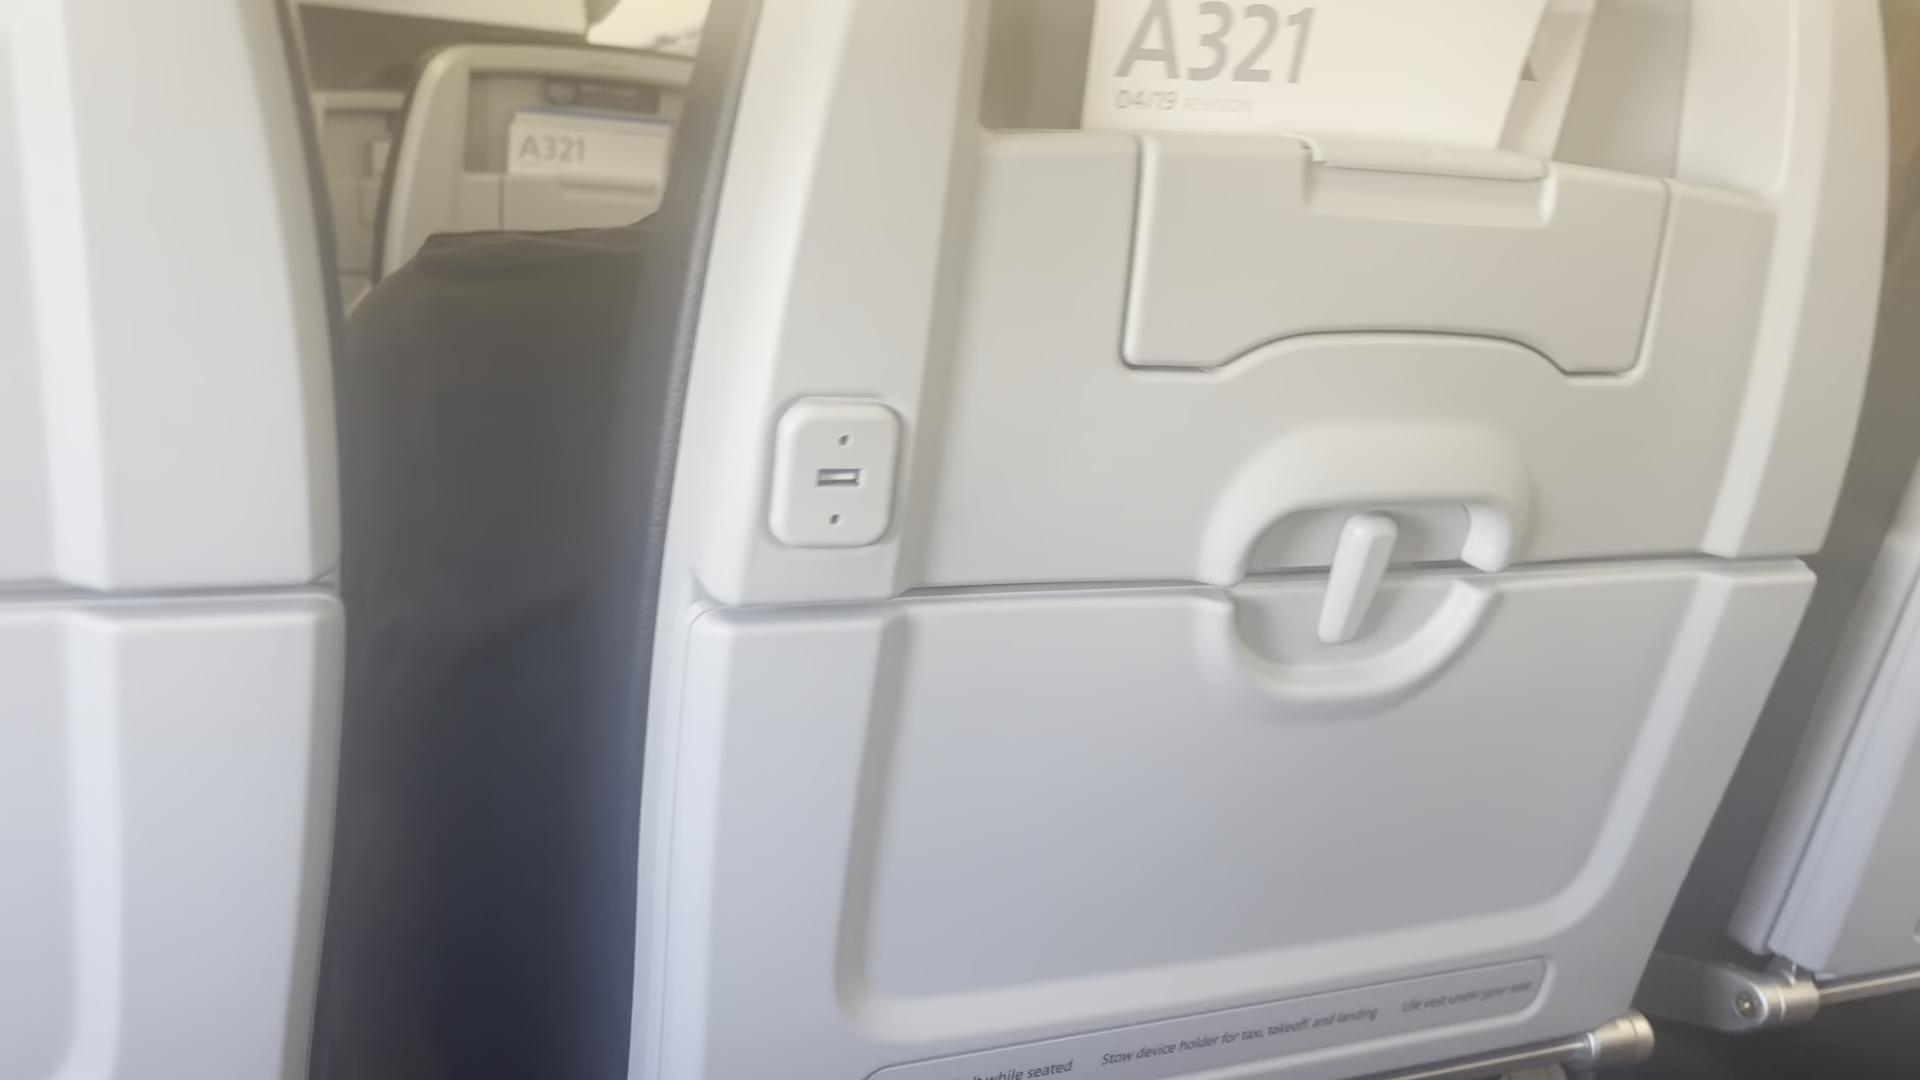 A321
04/19 REVISION
A321
while seated
Stow device holder for taxi, takeoff, and landing
Life vest under your seat